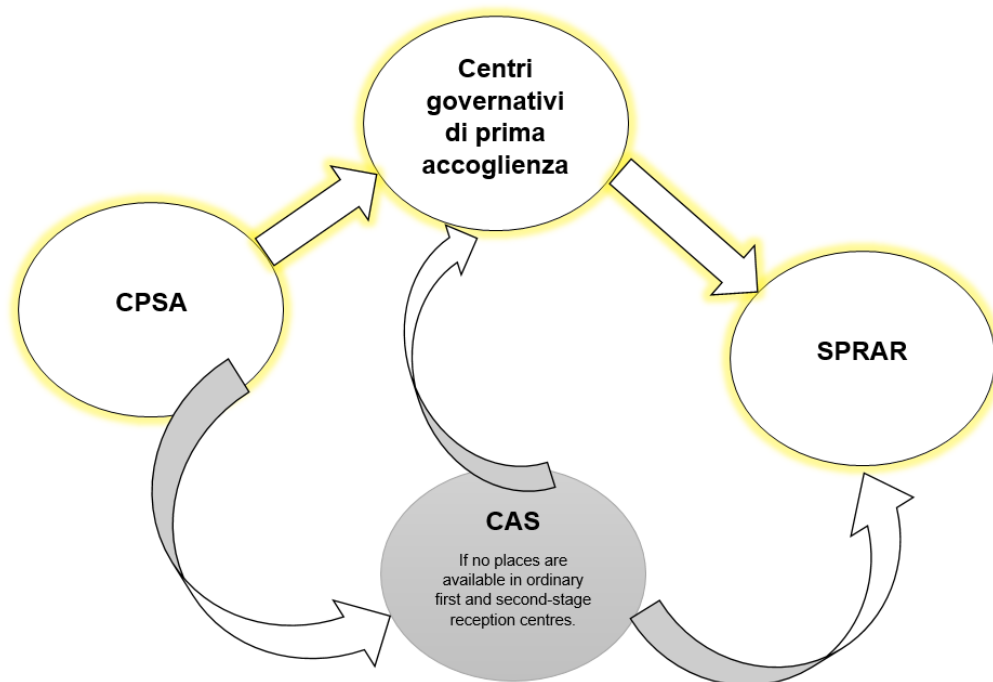 Centri
governativi
di prima
accoglienza
CPSA
SPRAR
CAS
If no places are
available in ordinary
first and second-stage
reception centres.